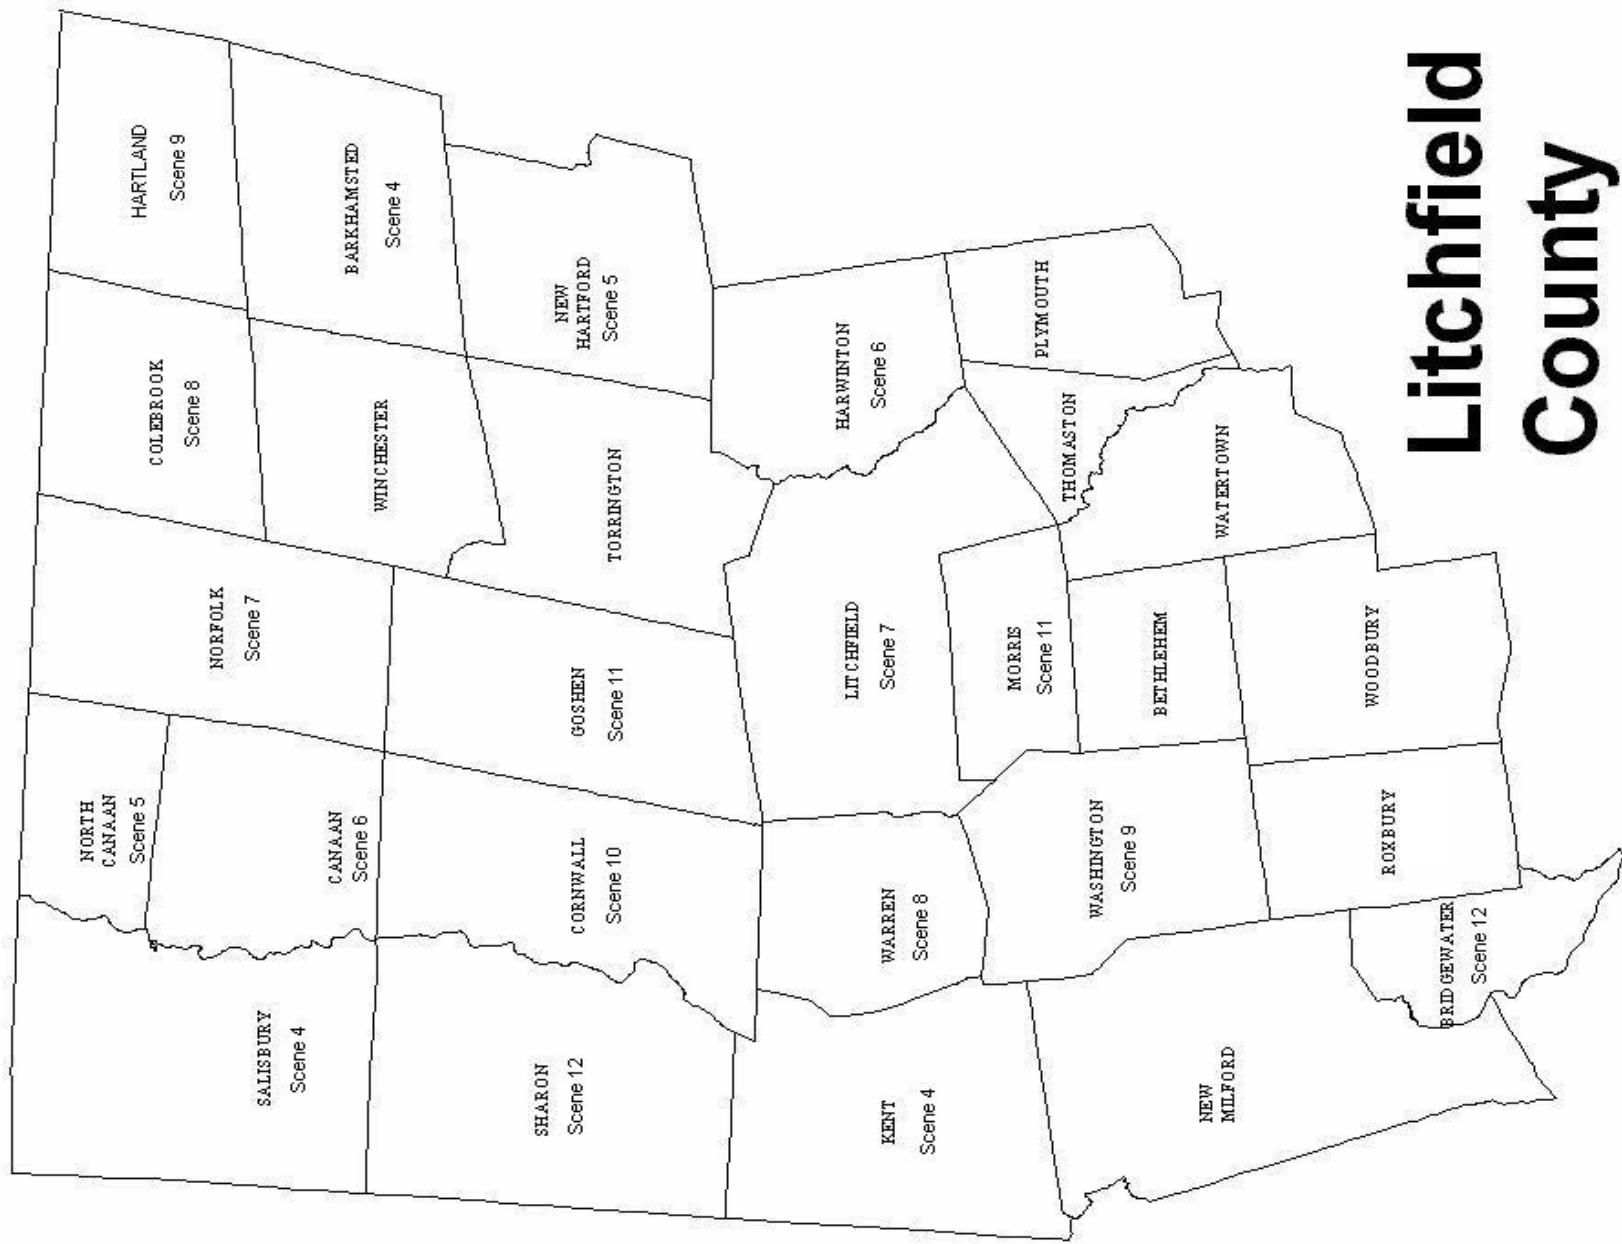 HARTLAND
Scene 9
BARKHAMSTED
Scene 4
NEW
HARTFORD
Scene 5
COLEBROOK
Scene 8
WINCHESTER
TORRINGTON
HARWINTON
Scene 6
PLYMOUTH
THOMASTON
WATERTOWN
NORFOLK
Scene 7
GOSHEN
Scene 11
LITCHFIELD
Scene 7
MORRIS
Scene 11
BETHLEHEM
WOODBURY
NORTH
CANAAN
Scene 5
CANAAN
Scene 6
CORNWALL
Scene 10
WARREN
Scene 8
WASHINGTON
Scene 9
ROXBURY
BRIDGEWATER
Scene 12
SALISBURY
Scene 4
SHARON
Scene 12
KENT
Scene 4
NEW
MILFORD
Litchfield
County